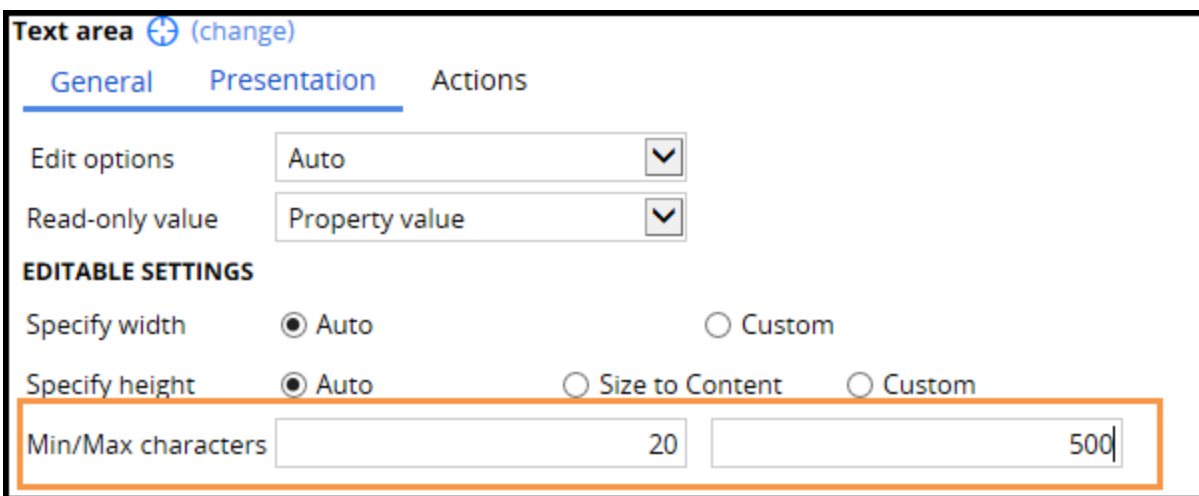 Text area (change)
General Presentation Actions
Edit options Auto
Read-only value Property value
EDITABLE SETTINGS
Specify width Auto Custom
Specify height Auto Size to Content Custom
Min/Max characters 20 500